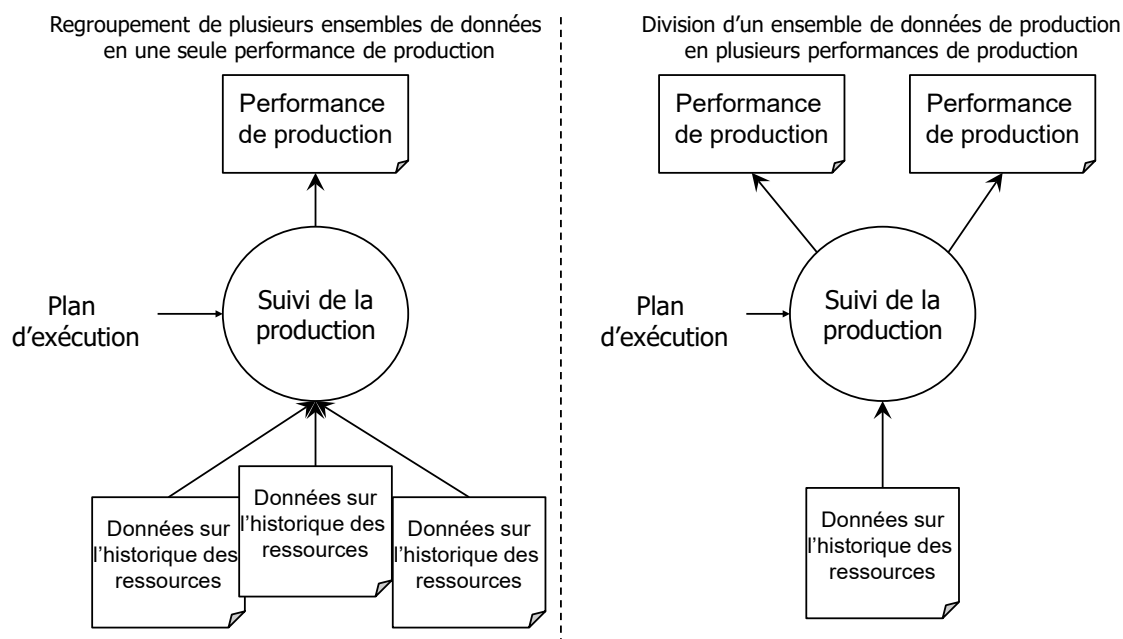 Regroupement de plusieurs ensembles de données
en une seule performance de production
Performance
de production
Suivi de la
production
Plan
d'exécution
Données sur
l'historique des
ressources
Données sur
l'historique des
ressources
Données sur
l'historique des
ressources
Division d'un ensemble de données de production
en plusieurs performances de production
Performance
de production
Performance
de production
Suivi de la
production
Plan
d'exécution
Données sur
l'historique des
ressources